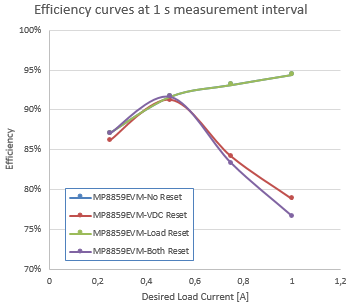 Efficiency curves at 1 s measurement interval
100%
95%
90%
85%
80%
75%
70%
Efficiency
MP8859EVM-No Reset
MP8859EVM-VDC Reset
MP8859EVM-Load Reset
MP8859EVM-Both Reset
0
0,2
0,4
0,6
0,8
1
1,2
Desired Load Current [A]